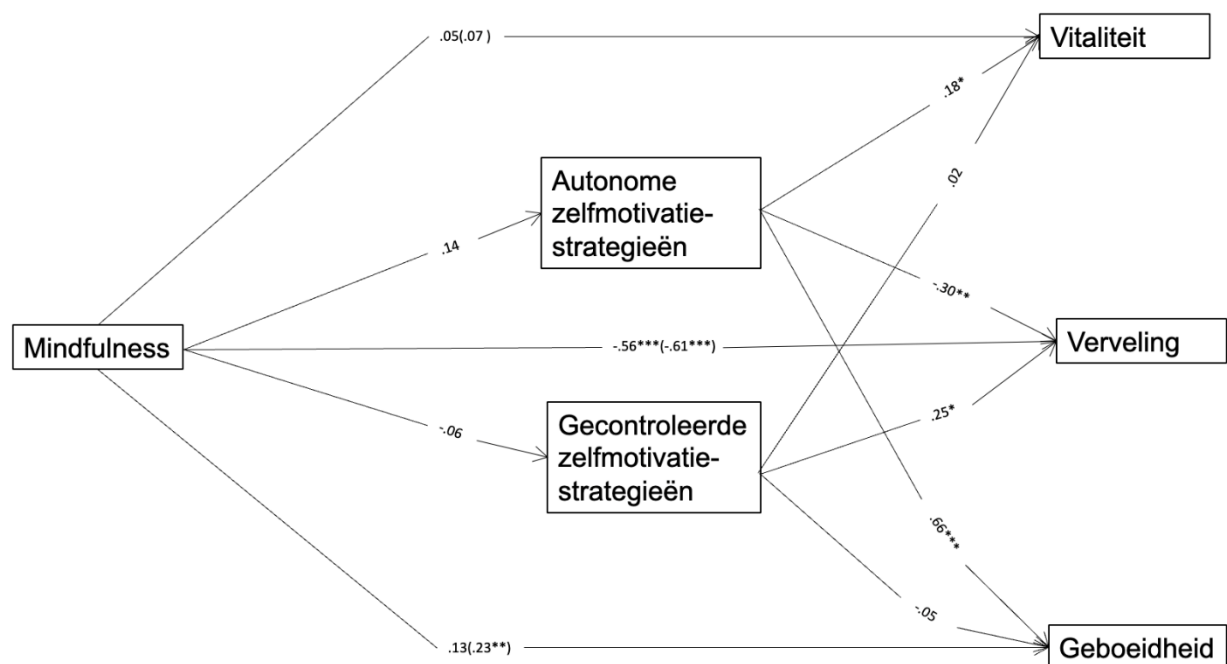 .05(.07 )
Vitaliteit
.18*
Autonome
zelfmotivatie-
strategieën
.02
.14
-.30**
Mindfulness
-.56***(-.61***)
Verveling
-.06
Gecontroleerde
zelfmotivatie-
strategieën
.25*
.66***
-.05
.13(.23**)
Geboeidheid